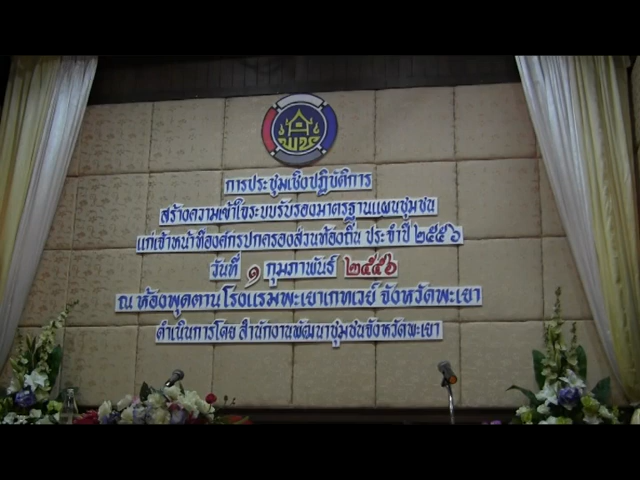 พช
การประชุมเชิงปฏิบัติการ
สร้างความเข้าใจระบบรับรองมาตรฐานแผนชุมชน
แก่เจ้าหน้าที่องค์กรปกครองส่วนท้องถิ่น ประจำปี ๒๕๕๖
วันที่ ๑ กุมภาพันธ์ ๒๕๕๖
ณ ห้องพุดตานโรงแรมพะเยาเกทเวย์ จังหวัดพะเยา
ดำเนินการโดย สำนักงานพัฒนาชุมชนจังหวัดพะเยา